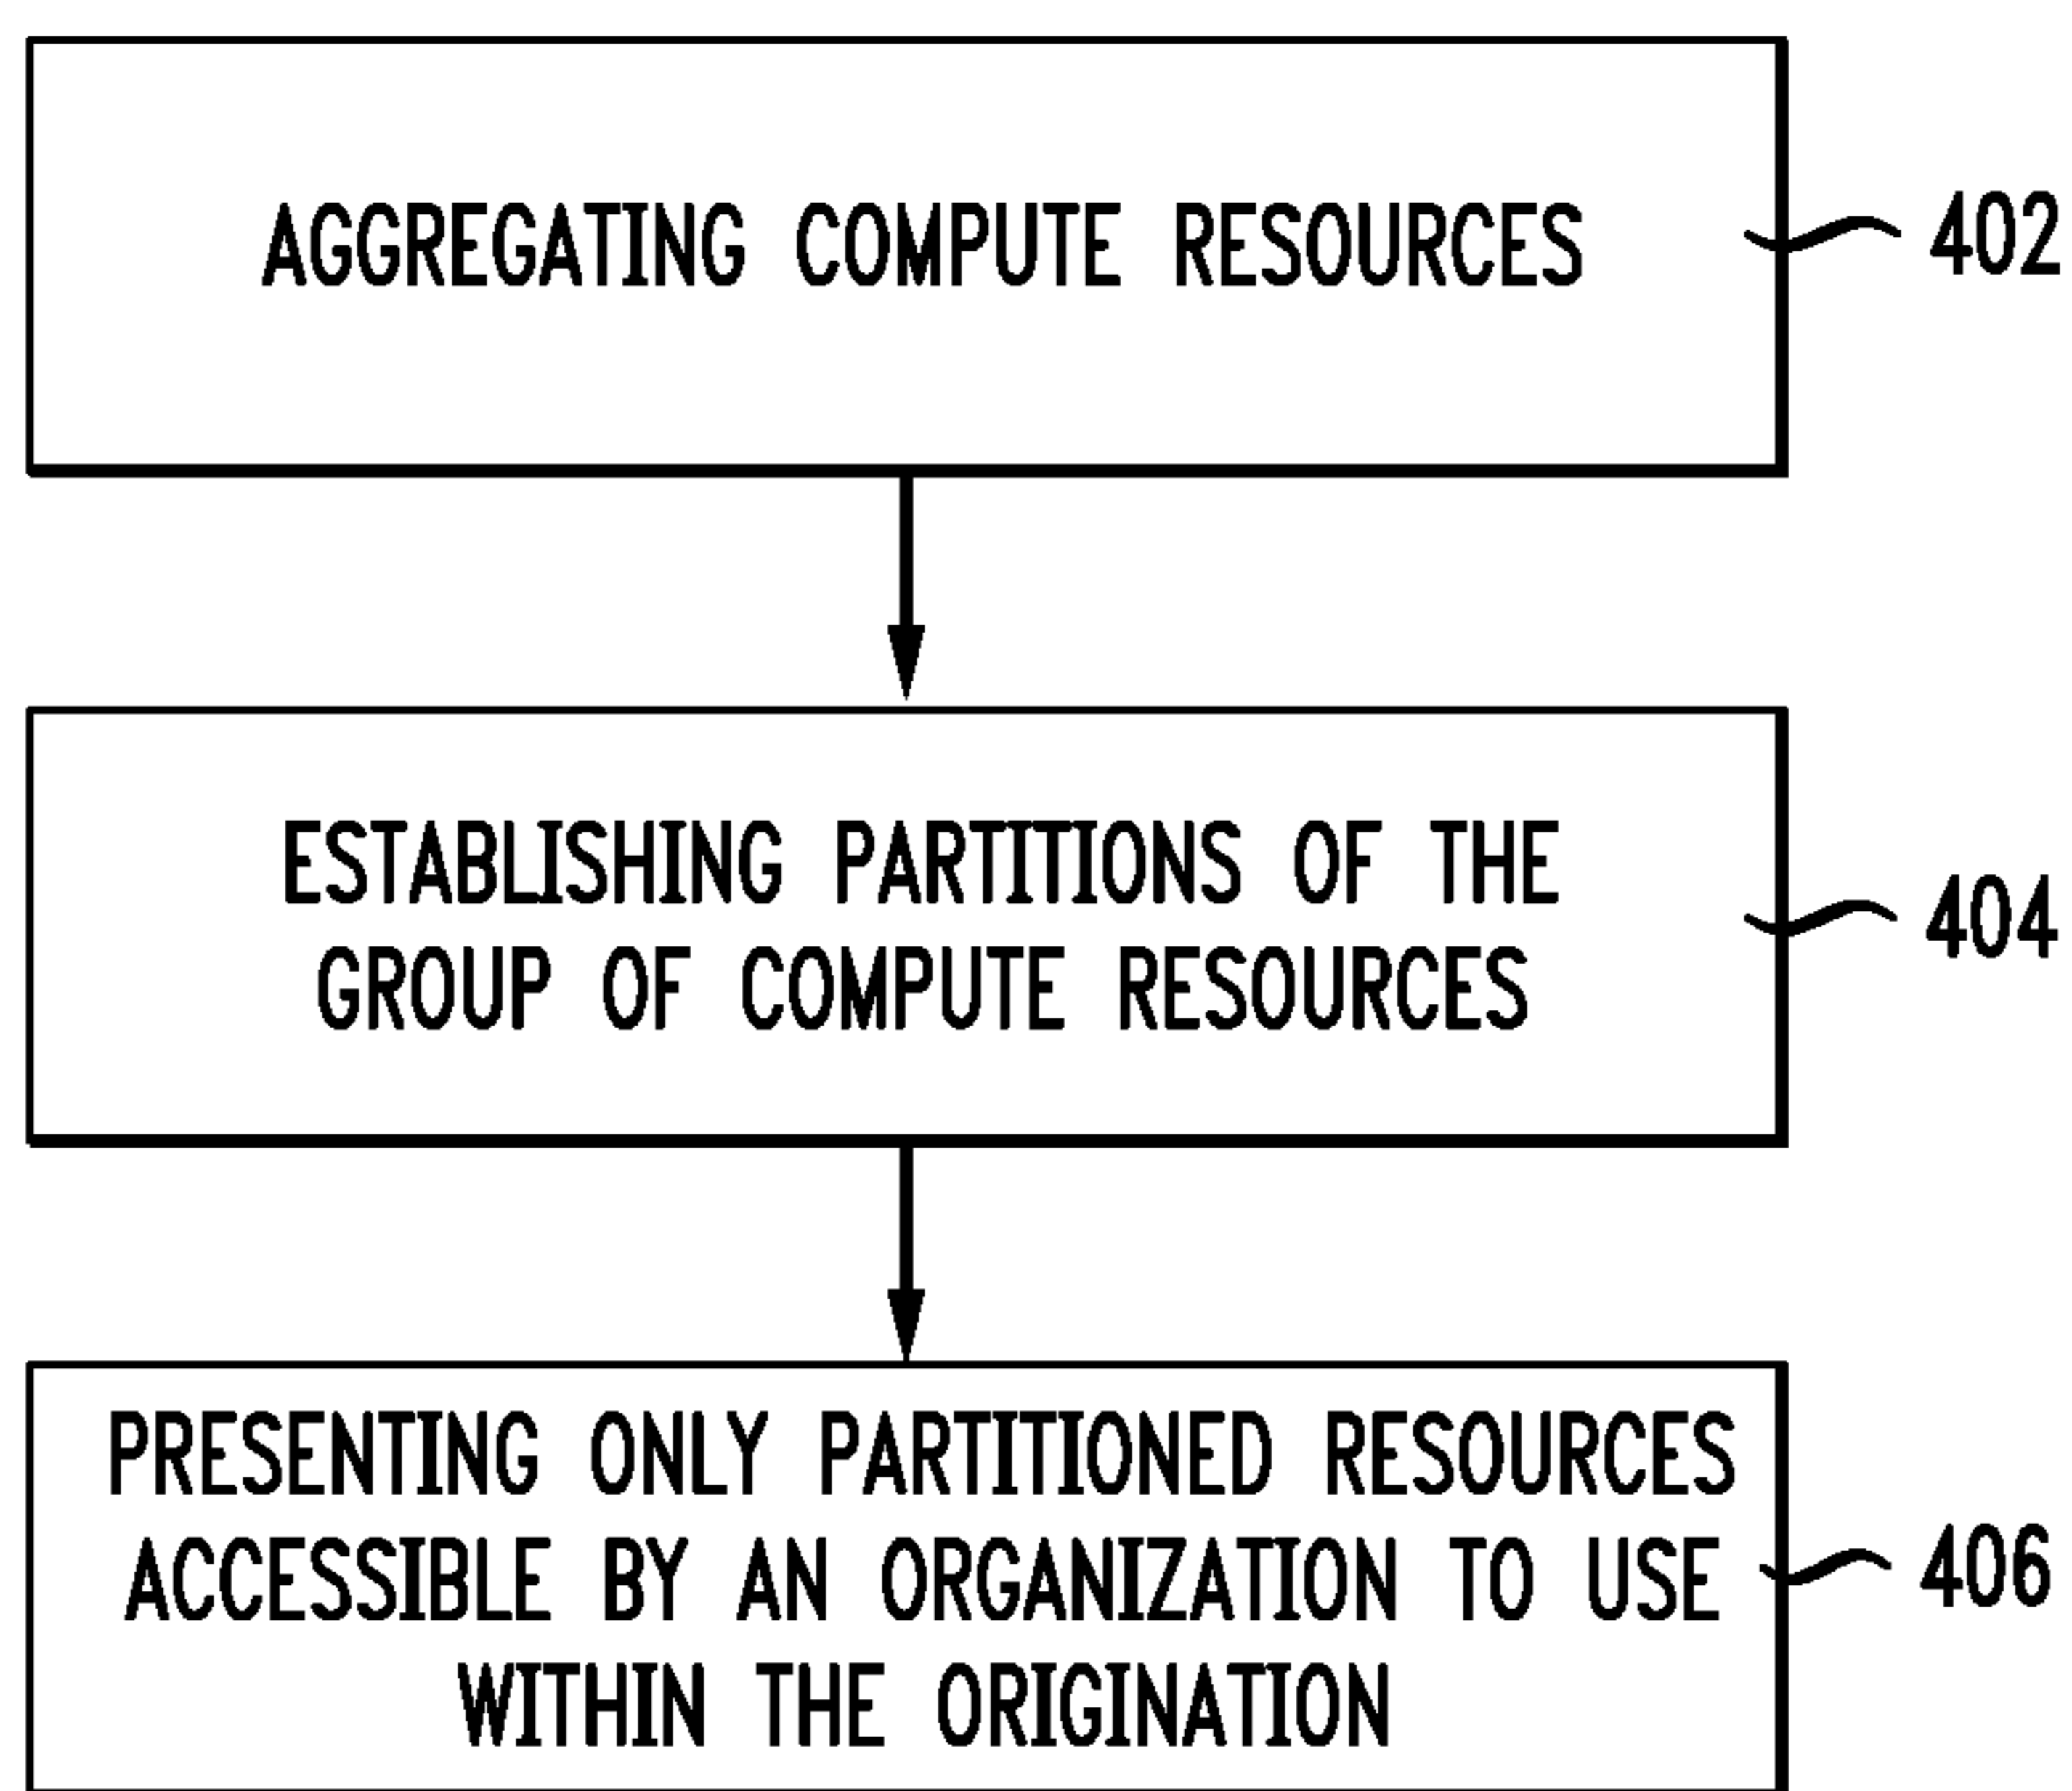 AGGREGATING COMPUTE RESOURCES
402
ESTABLISHING PARTITIONS OF THE
GROUP OF COMPUTE RESOURCES
404
PRESENTING ONLY PARTITIONED RESOURCES
ACCESSIBLE BY AN ORGANIZATION TO USE
WITHIN THE ORIGINATION
406